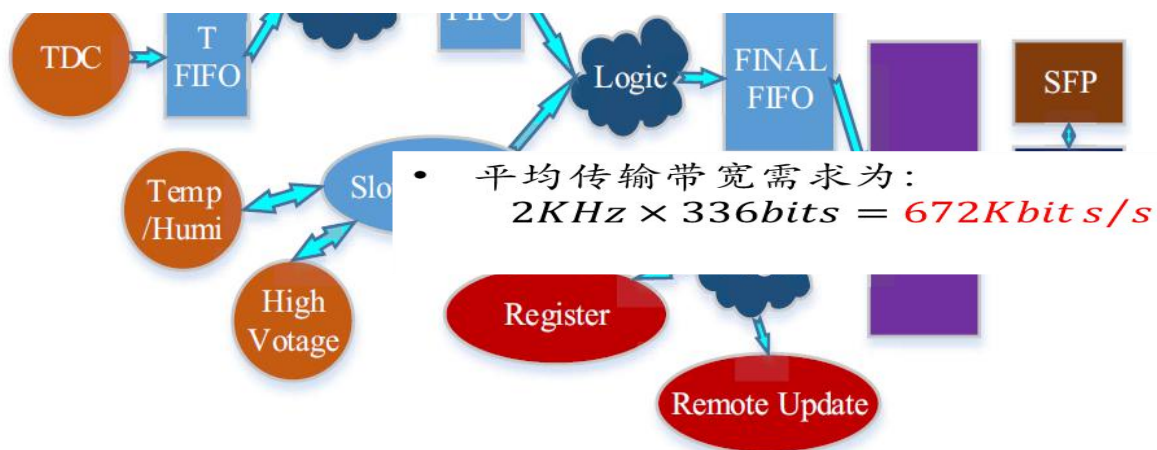 TDC
T
FIFO
FIFO
Logic
FINAL
FIFO
SFP
Temp
/Humi
Slo
• 平均传输带宽需求为:
2KHz × 336bits = 672Kbit s/s
High
Votage
Register
Remote Update